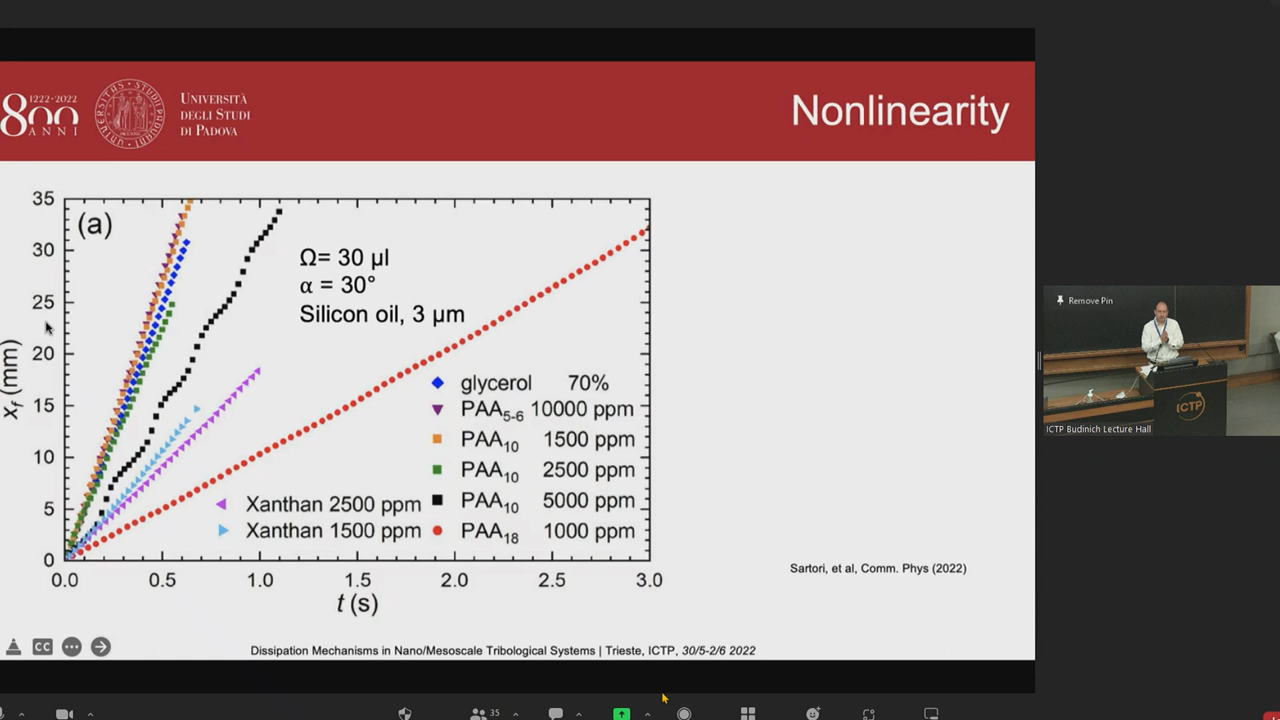 1222·2022
800
ANNI
UNIVERSITÀ
DEGLI STUDI
DI PADOVA
Nonlinearity
(a)
Ω= 30 µl
α = 30°
Silicon oil, 3 µm
glycerol 70%
PAA5-6 10000 ppm
PAA10 1500 ppm
PAA10 2500 ppm
PAA10 5000 ppm
PAA18 1000 ppm
Xanthan 2500 ppm
Xanthan 1500 ppm
35
30
25
20
15
10
5
0
xf (mm)
0.0 0.5 1.0 1.5 2.0 2.5 3.0
t (s)
Sartori, et al, Comm. Phys (2022)
CC
Dissipation Mechanisms in Nano/Mesoscale Tribological Systems | Trieste, ICTP, 30/5-2/6 2022
Remove Pin
ICTP
ICTP Budinich Lecture Hall
35